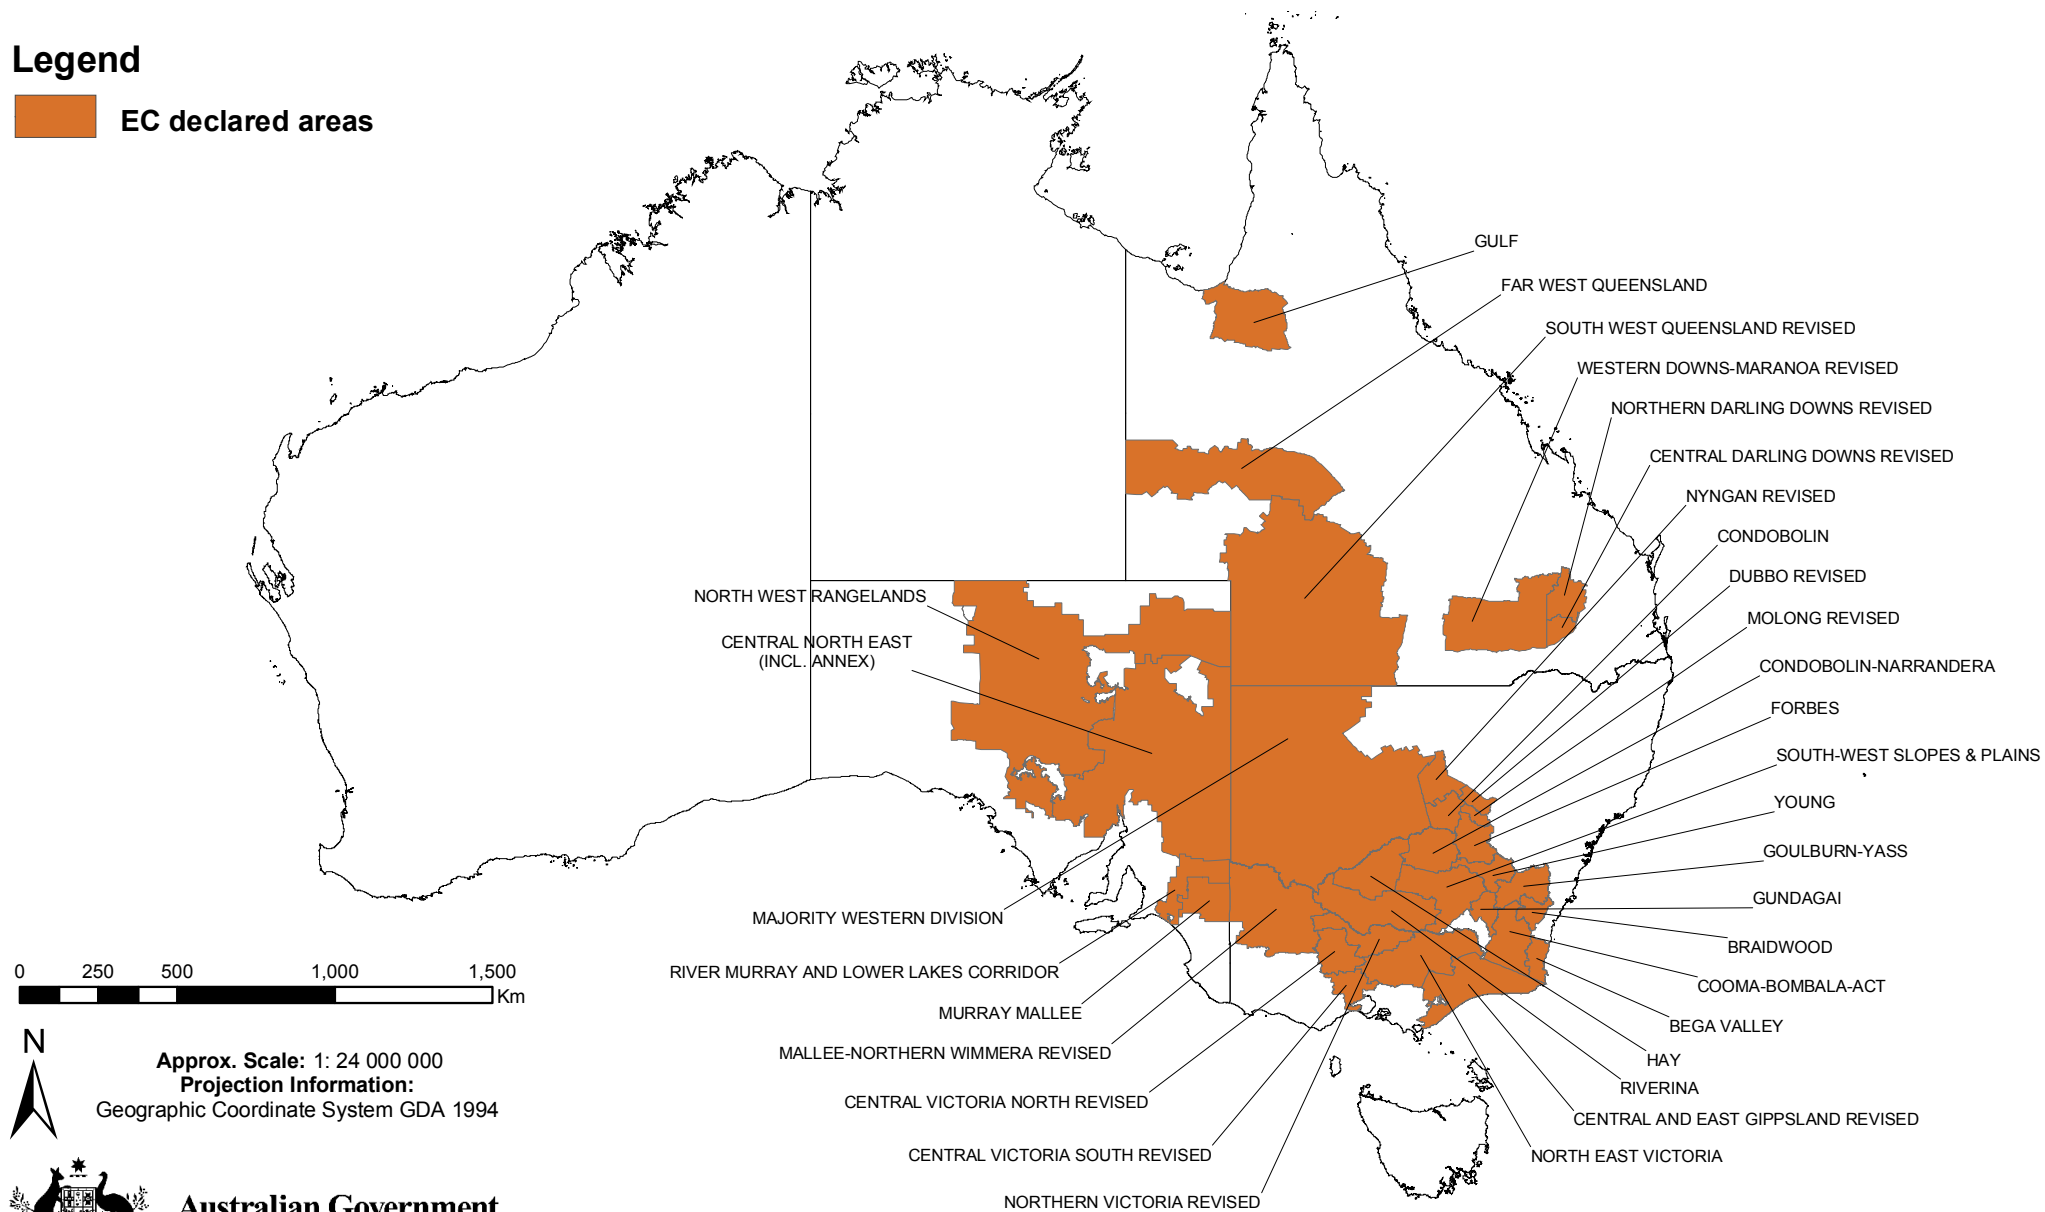 Legend
EC declared areas
GULF
FAR WEST QUEENSLAND
SOUTH WEST QUEENSLAND REVISED
WESTERN DOWNS-MARANOA REVISED
NORTHERN DARLING DOWNS REVISED
CENTRAL DARLING DOWNS REVISED
NYNGAN REVISED
CONDOBOLIN
DUBBO REVISED
MOLONG REVISED
CONDOBOLIN-NARRANDERA
FORBES
SOUTH-WEST SLOPES & PLAINS
YOUNG
GOULBURN-YASS
GUNDAGAI
BRAIDWOOD
COOMA-BOMBALA-ACT
BEGA VALLEY
HAY
RIVERINA
CENTRAL AND EAST GIPPSLAND REVISED
NORTH EAST VICTORIA
NORTH WEST RANGELANDS
CENTRAL NORTH EAST
(INCL. ANNEX)
MAJORITY WESTERN DIVISION
RIVER MURRAY AND LOWER LAKES CORRIDOR
MURRAY MALLEE
MALLEE-NORTHERN WIMMERA REVISED
CENTRAL VICTORIA NORTH REVISED
CENTRAL VICTORIA SOUTH REVISED
NORTHERN VICTORIA REVISED
0 250 500 1,000 1,500
Km
N
Approx. Scale: 1: 24 000 000
Projection Information:
Geographic Coordinate System GDA 1994
Australian Government